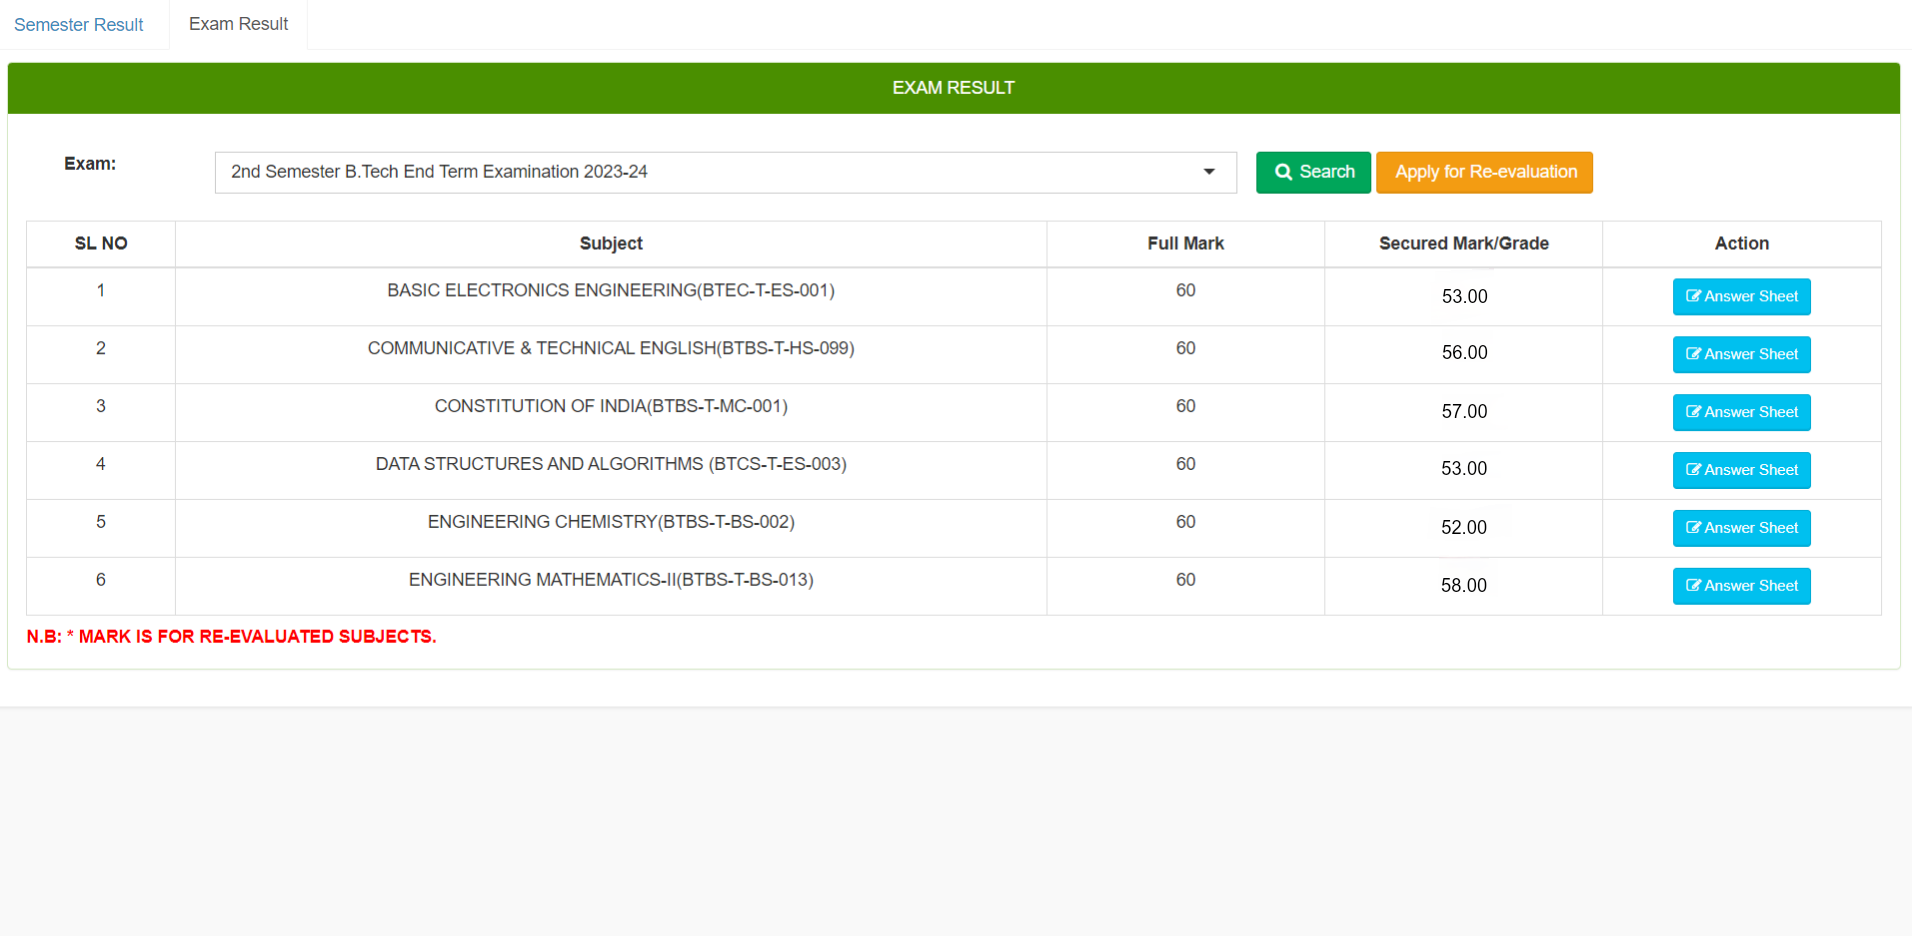 Semester Result Exam Result
EXAM RESULT
Exam: 2nd Semester B.Tech End Term Examination 2023-24 Search Apply for Re-evaluation
SL NO Subject Full Mark Secured Mark/Grade Action
1 BASIC ELECTRONICS ENGINEERING(BTEC-T-ES-001) 60 53.00 Answer Sheet
2 COMMUNICATIVE & TECHNICAL ENGLISH(BTBS-T-HS-099) 60 56.00 Answer Sheet
3 CONSTITUTION OF INDIA(BTBS-T-MC-001) 60 57.00 Answer Sheet
4 DATA STRUCTURES AND ALGORITHMS (BTCS-T-ES-003) 60 53.00 Answer Sheet
5 ENGINEERING CHEMISTRY(BTBS-T-BS-002) 60 52.00 Answer Sheet
6 ENGINEERING MATHEMATICS-II(BTBS-T-BS-013) 60 58.00 Answer Sheet
N.B: * MARK IS FOR RE-EVALUATED SUBJECTS.